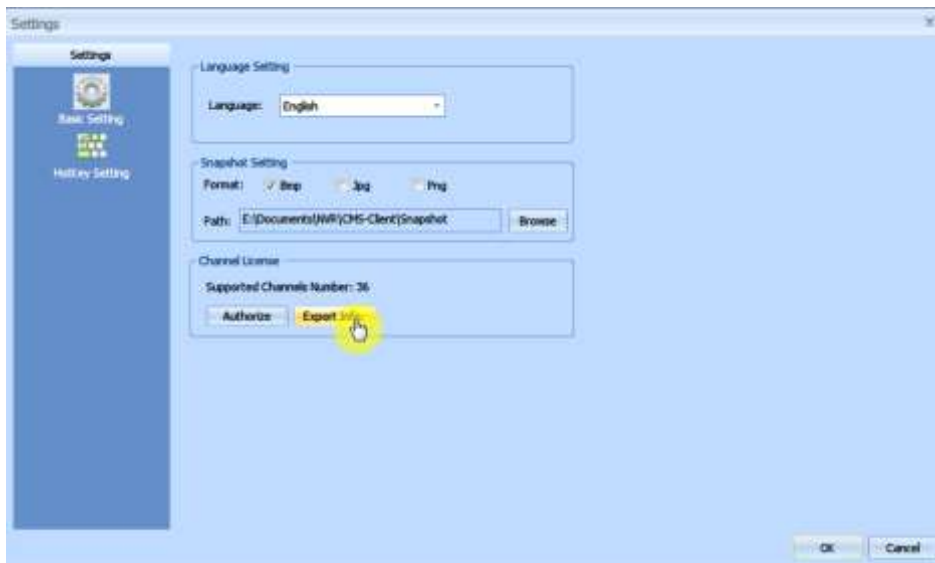 Settings
Settings
Basic Setting
HotKey Setting
Language Setting
Language: English
Snapshot Setting
Format: Bmp Jpg Png
Path: E:\Documents\NVR\CMS-Client\Snapshot Browse
Channel License
Supported Channels Number: 36
Authorize Export
OK Cancel